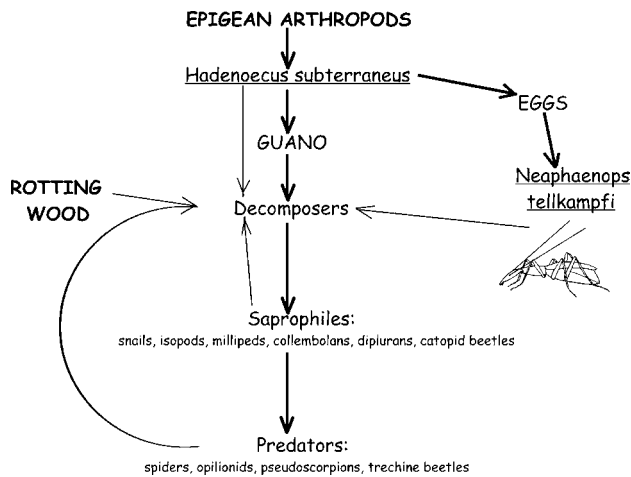 EPIGEAN ARTHROPODS
Hadenoecus subterraneus
EGGS
GUANO
Neaphaenops
tellkampfi
ROTTING
WOOD
Decomposers
Saprophiles:
snails, isopods, millipeds, collembolans, diplurans, catopid beetles
Predators:
spiders, opilionids, pseudoscorpions, trechine beetles